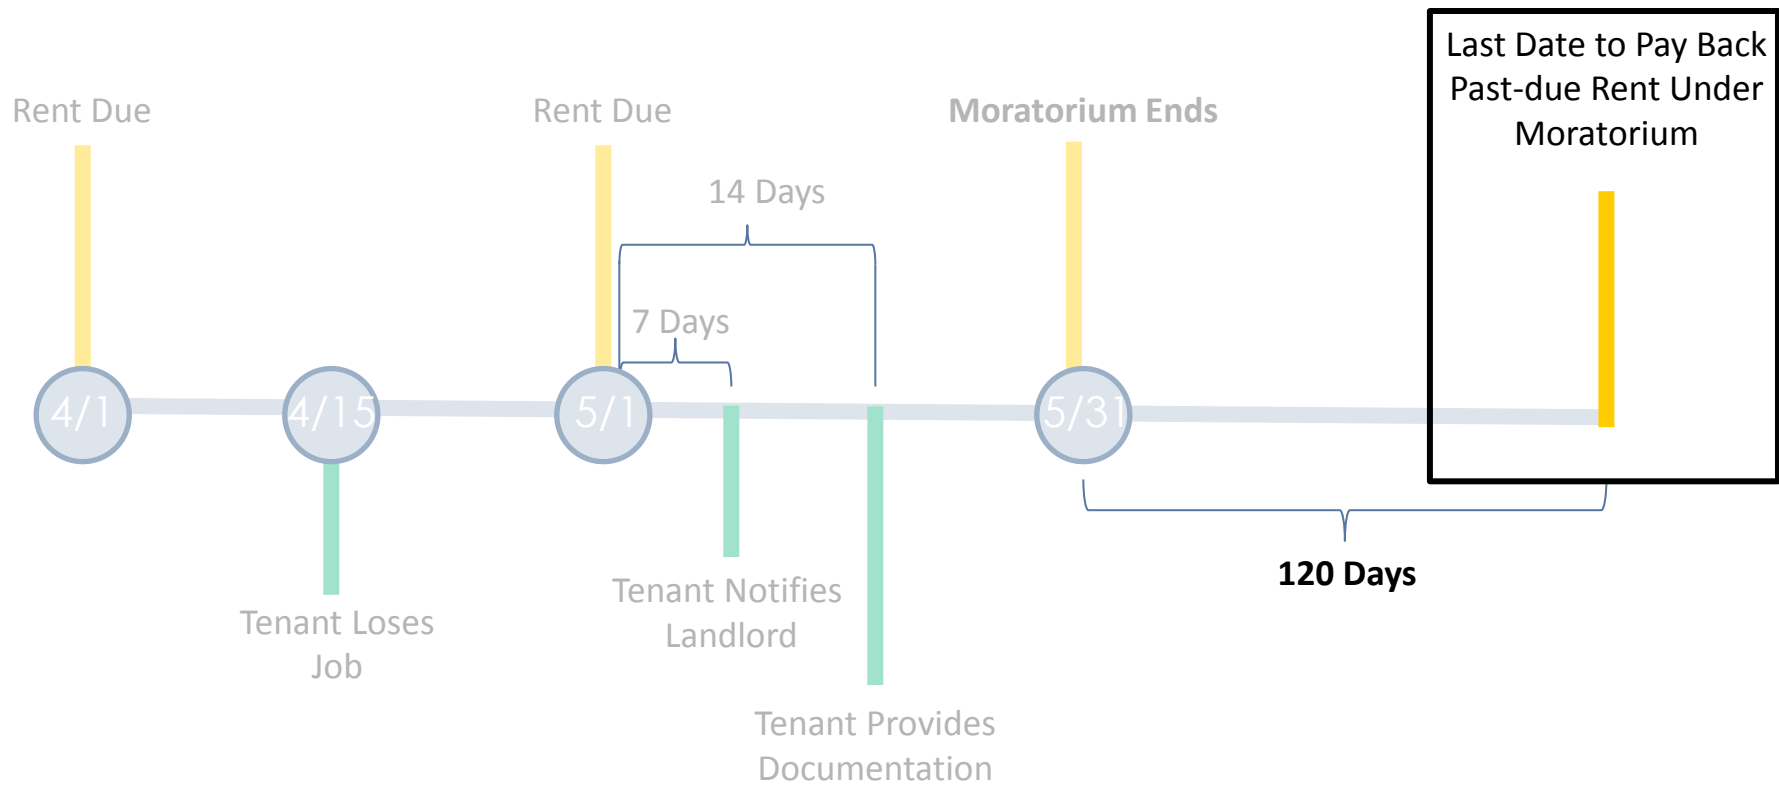 Last Date to Pay Back
Past-due Rent Under
Moratorium
Rent Due
Rent Due
Moratorium Ends
14 Days
7 Days
4/1
4/15
5/1
5/31
120 Days
Tenant Notifies
Landlord
Tenant Loses
Job
Tenant Provides
Documentation